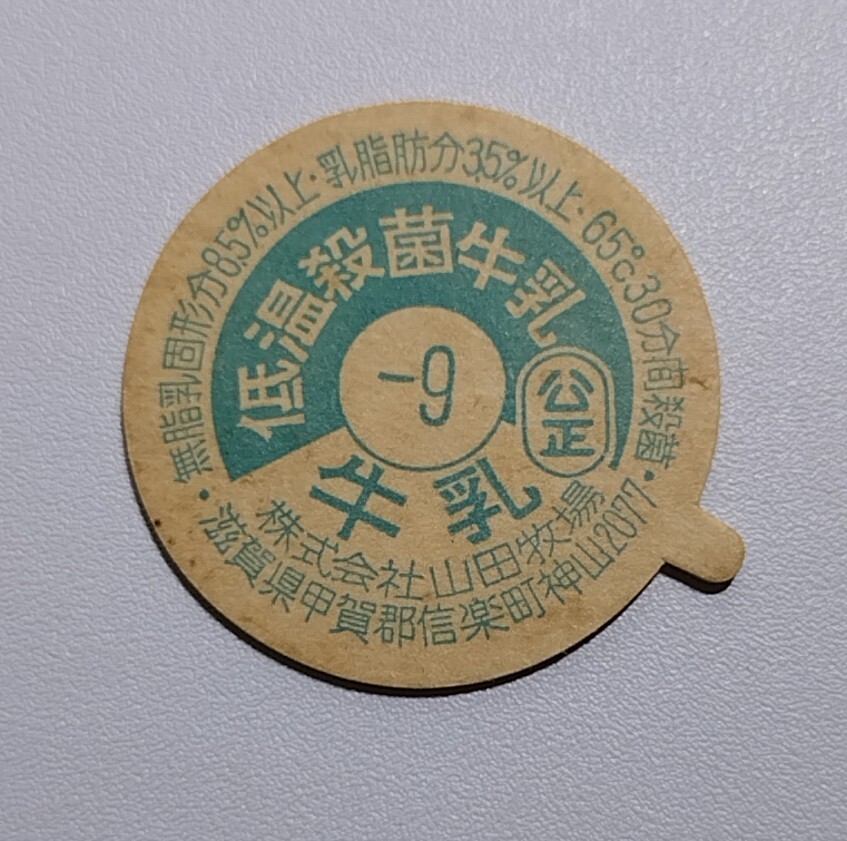 無脂乳固形分8.5%以上・乳脂肪分3.5%以上・65℃30分間殺菌・
低温殺菌牛乳
-9
公正
牛乳
株式会社山田牧場
滋賀県甲賀郡信楽町神山2077